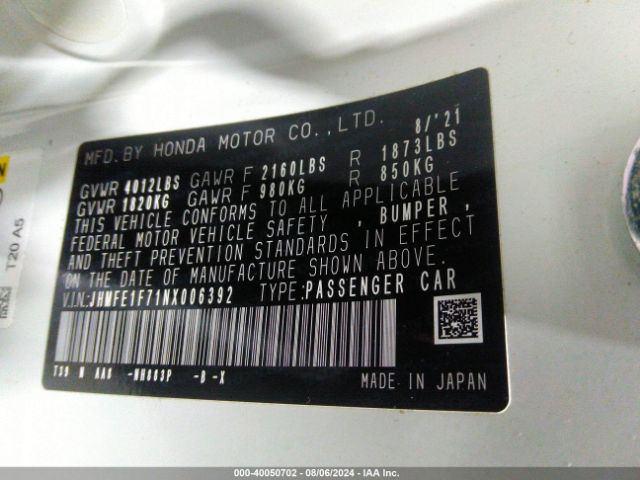 MFD.BY HONDA MOTOR CO.,LTD. 8/'21
GVWR 4012LBS GAWR F 2160LBS R 1873LBS
GVWR 1820KG GAWR F 980KG R 850KG
THIS VEHICLE CONFORMS TO ALL APPLICABLE
FEDERAL MOTOR VEHICLE SAFETY , BUMPER ,
AND THEFT PREVENTION STANDARDS IN EFFECT
ON THE DATE OF MANUFACTURE SHOWN ABOVE.
V.I.N.:JHMFE1F71NX006392 TYPE:PASSENGER CAR
T39 N AA8 -NH883P -B -X
MADE IN JAPAN
T20 A5
000-40050702 - 08/06/2024 - IAA Inc.